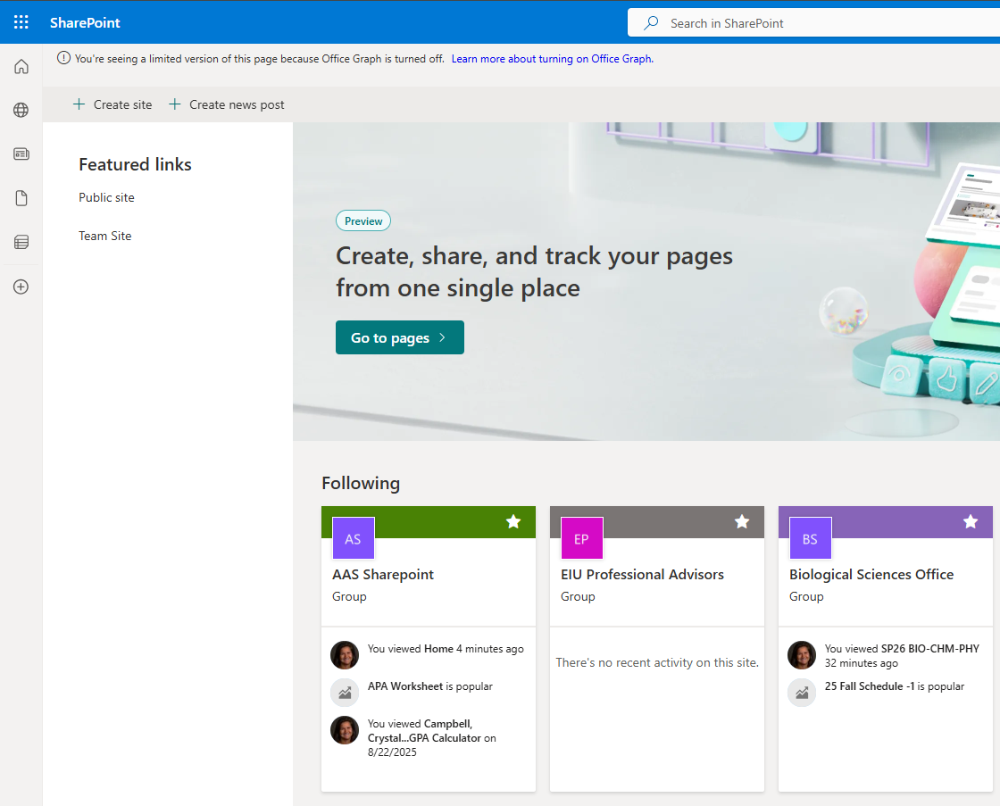 SharePoint
Search in SharePoint
You're seeing a limited version of this page because Office Graph is turned off. Learn more about turning on Office Graph.
Create site
Create news post
Featured links
Public site
Team Site
Preview
Create, share, and track your pages
from one single place
Go to pages
Following
AS
AAS Sharepoint
Group
You viewed Home 4 minutes ago
APA Worksheet is popular
You viewed Campbell,
Crystal...GPA Calculator on
8/22/2025
EP
EIU Professional Advisors
Group
There's no recent activity on this site.
BS
Biological Sciences Office
Group
You viewed SP26 BIO-CHM-PHY
32 minutes ago
25 Fall Schedule -1 is popular